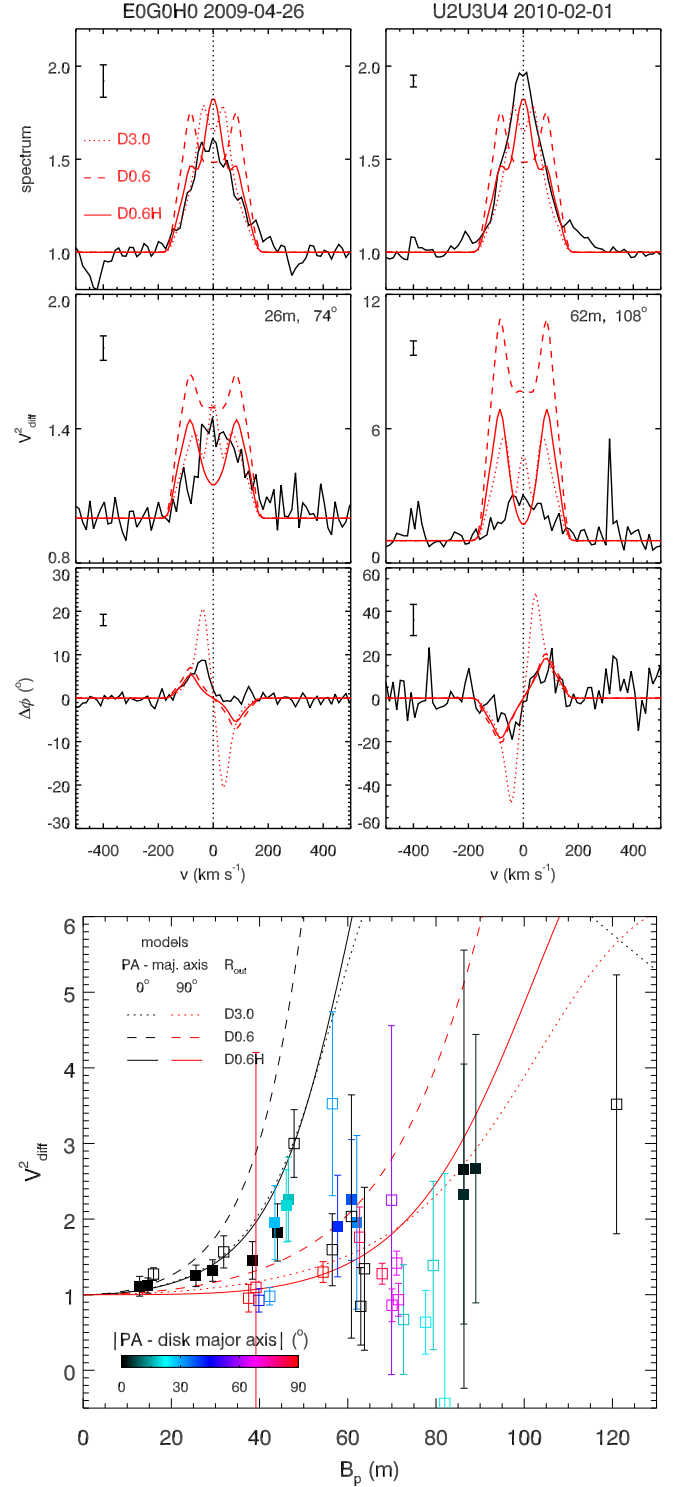 E0G0H0 2009-04-26
U2U3U4 2010-02-01
2.0
1.5
1.0
spectrum
D3.0
D0.6
D0.6H
2.0
1.5
1.0
2.0
1.4
0.8
V²diff
26m, 74°
12
6
0
62m, 108°
30
20
10
0
-10
-20
-30
Δϕ (°)
60
40
20
0
-20
-40
-60
-400 -200 0 200 400
v (km s⁻¹)
-400 -200 0 200 400
v (km s⁻¹)
6
5
4
3
2
1
0
V²diff
models
PA - maj. axis Rout
0° 90°
D3.0
D0.6
D0.6H
|PA - disk major axis| (°)
0 30 60 90
0 20 40 60 80 100 120
Bp (m)